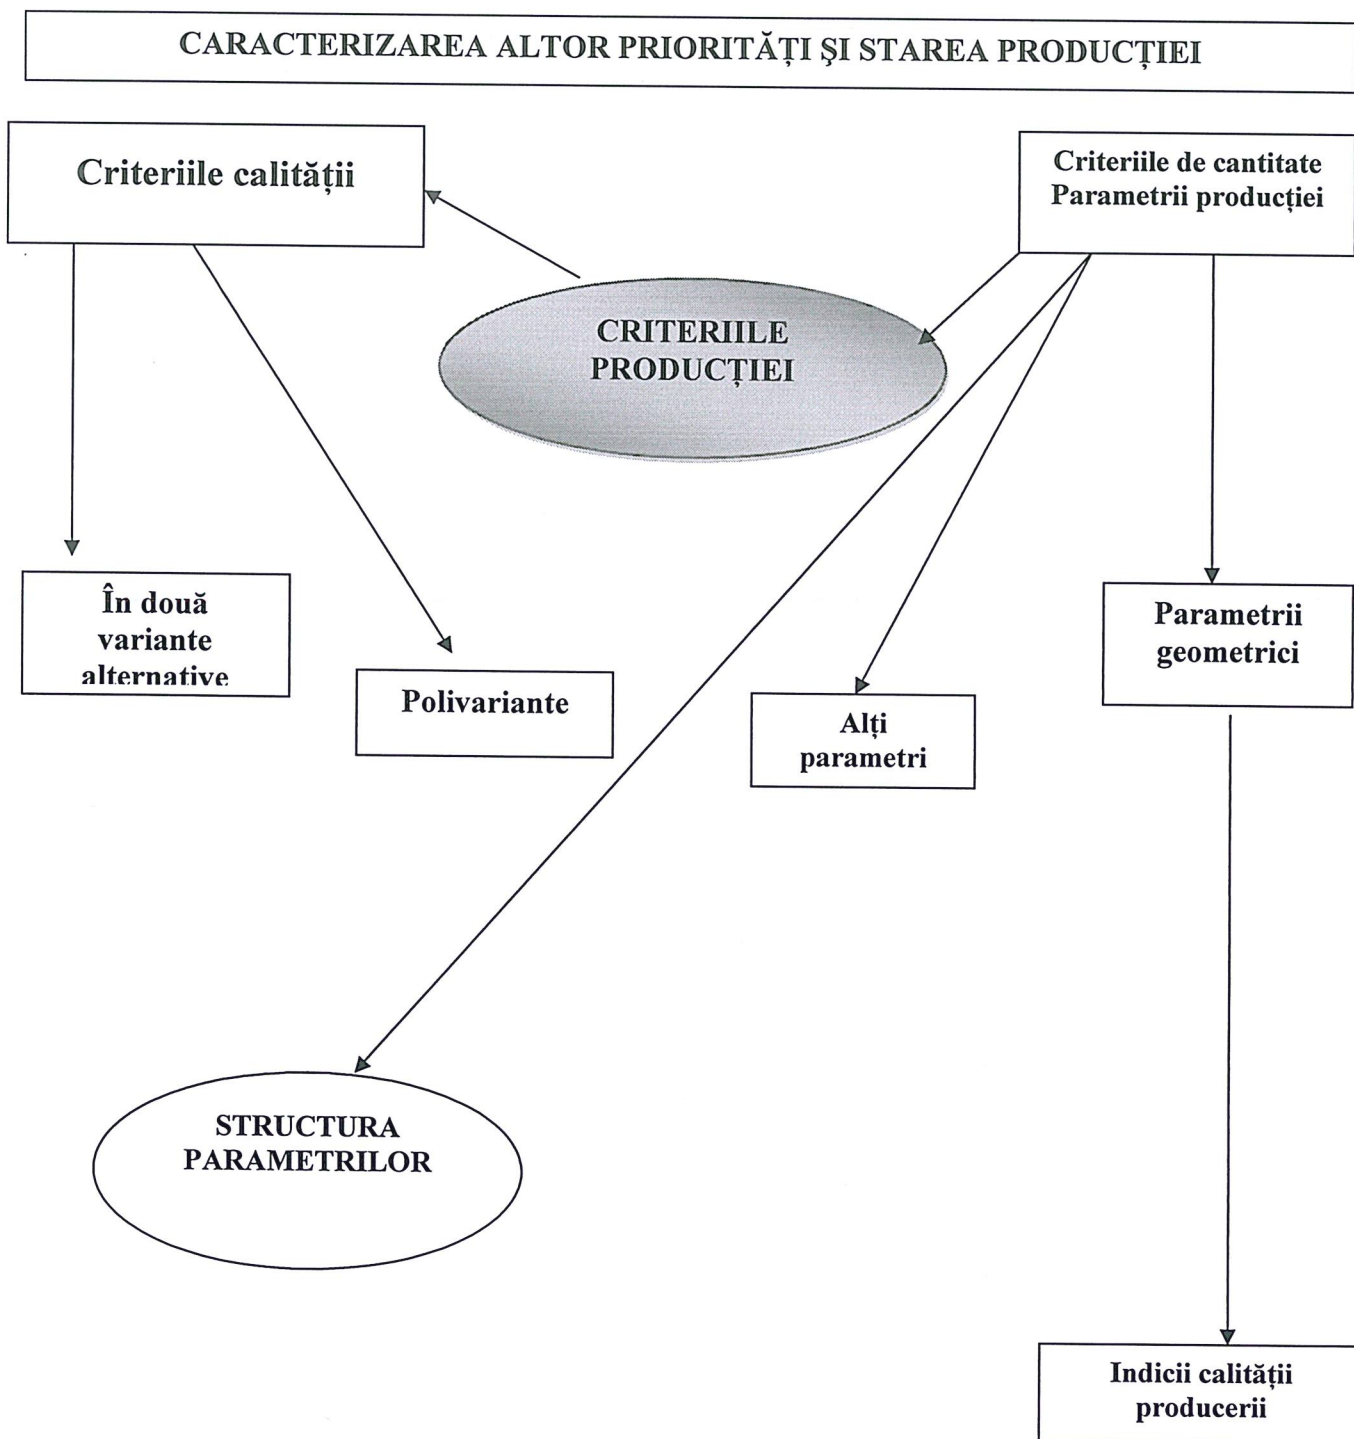 CARACTERIZAREA ALTOR PRIORITĂȚI ŞI STAREA PRODUCȚIEI
Criteriile calității
Criteriile de cantitate
Parametrii producției
CRITERIILE
PRODUCȚIEI
În două
variante
alternative
Polivariante
Alți
parametri
Parametrii
geometrici
STRUCTURA
PARAMETRILOR
Indicii calității
producerii